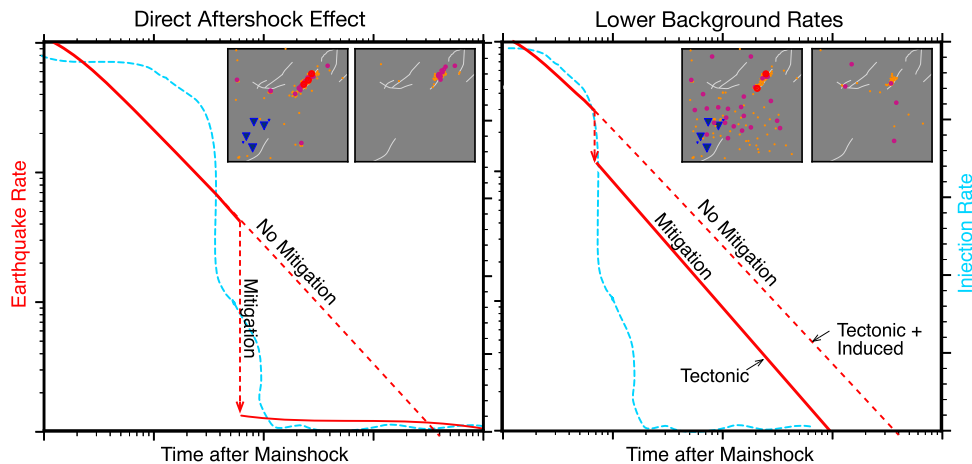 Direct Aftershock Effect
Lower Background Rates
Earthquake Rate
No Mitigation
Mitigation
Time after Mainshock
No Mitigation
Mitigation
Tectonic +
Induced
Tectonic
Injection Rate
Time after Mainshock